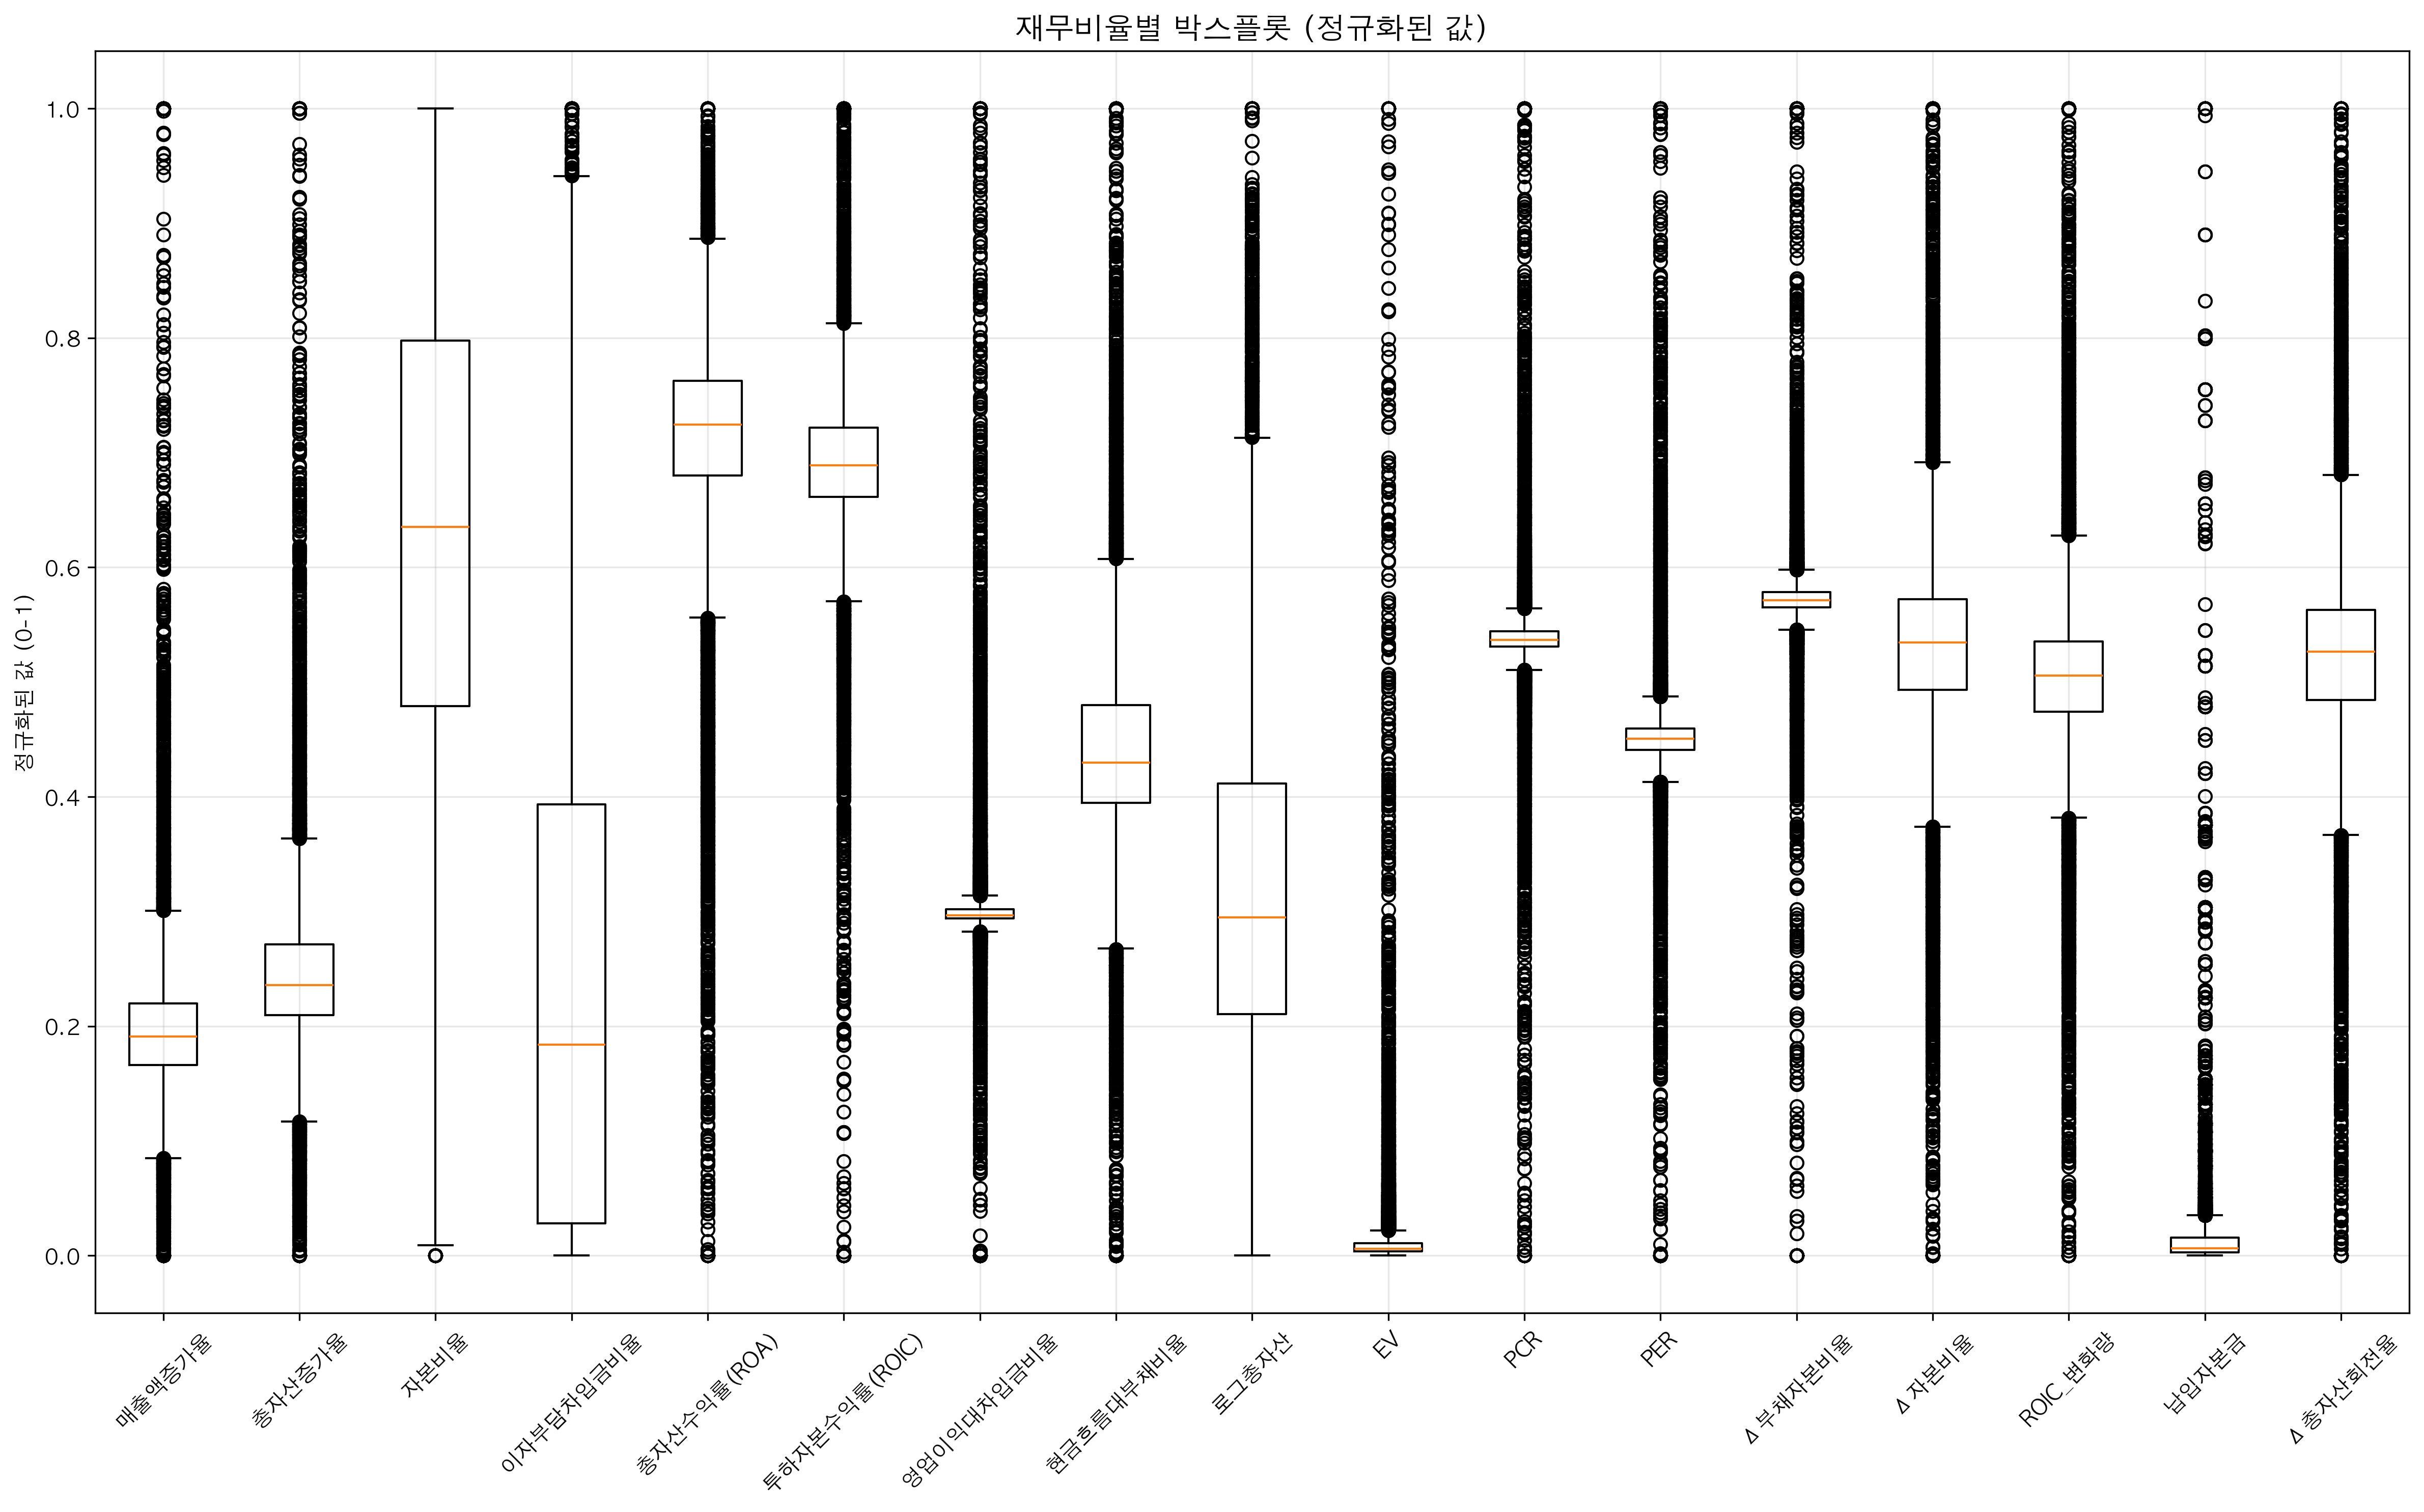 재무비율별 박스플롯 (정규화된 값)
정규화된 값 (0-1)
1.0
0.8
0.6
0.4
0.2
0.0
매출액증가율
총자산증가율
자본비율
이자부담차입금비율
총자산수익률(ROA)
투하자본수익률(ROIC)
영업이익대차입금비율
현금흐름대부채비율
로그총자산
EV
PCR
PER
Δ 부채자본비율
Δ 자본비율
ROIC_변화량
납입자본금
Δ 총자산회전율